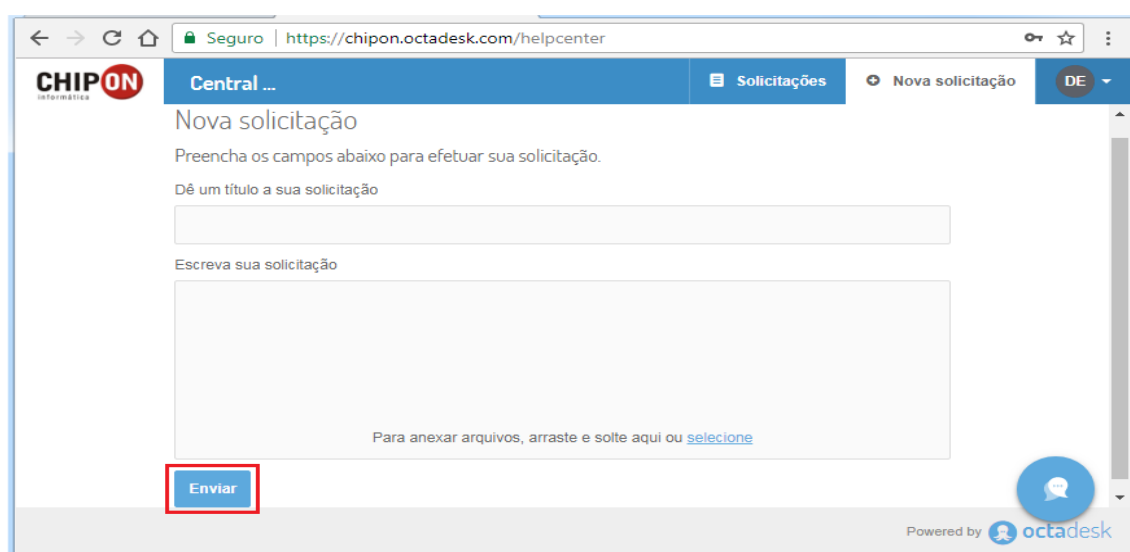 Seguro | https://chipon.octadesk.com/helpcenter
CHIPON
informática
Central ...
Solicitações
Nova solicitação
DE
Nova solicitação
Preencha os campos abaixo para efetuar sua solicitação.
Dê um título a sua solicitação
Escreva sua solicitação
Para anexar arquivos, arraste e solte aqui ou selecione
Enviar
Powered by octadesk